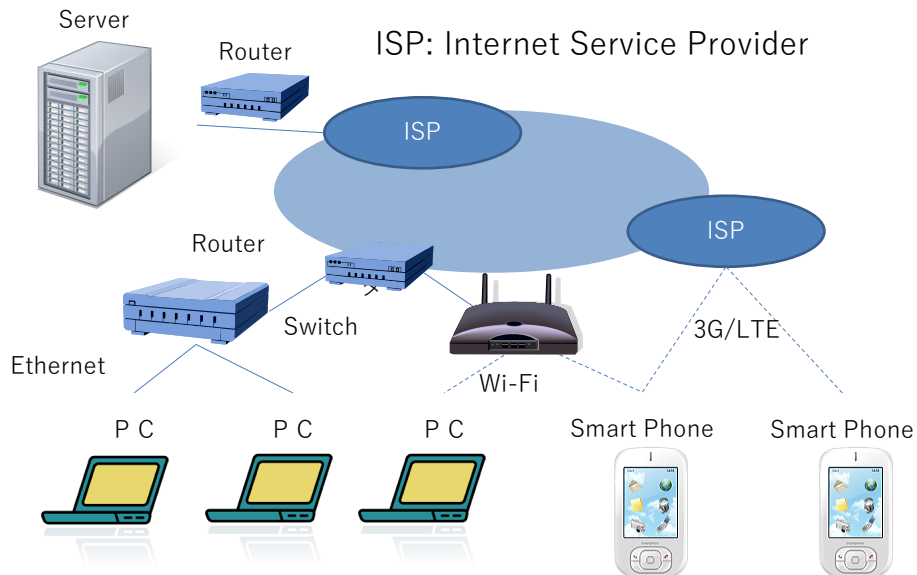 Server
Router
ISP: Internet Service Provider
ISP
ISP
Router
Switch
3G/LTE
Ethernet
Wi-Fi
P C
P C
P C
Smart Phone
Smart Phone